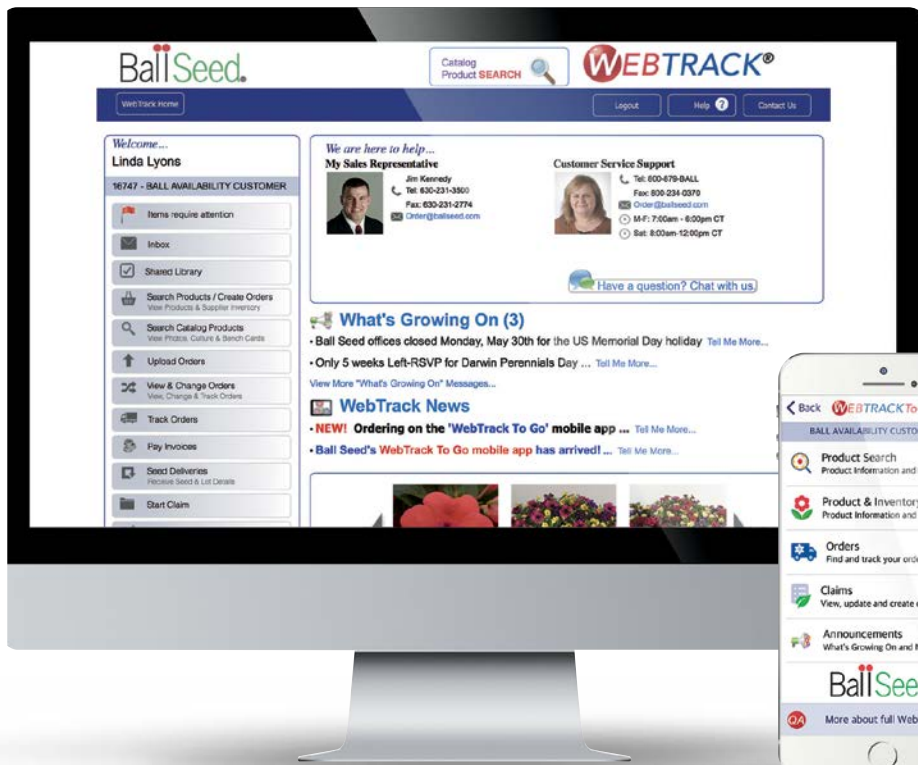 Ball Seed®
Catalog
Product SEARCH
WEBTRACK®
WebTrack Home
Logout
Help ?
Contact Us
Welcome...
Linda Lyons
16747 - BALL AVAILABILITY CUSTOMER
Items require attention
Inbox
Shared Library
Search Products / Create Orders
View Products & Supplier Inventory
Search Catalog Products
View Photos, Culture & Bench Cards
Upload Orders
View & Change Orders
View, Change & Track Orders
Track Orders
Pay Invoices
Seed Deliveries
Receive Seed & Lot Details
Start Claim
We are here to help...
My Sales Representative
Jim Kennedy
Tel: 630-231-3500
Fax: 630-231-2774
Order@ballseed.com
Customer Service Support
Tel: 800-879-BALL
Fax: 800-234-0370
Order@ballseed.com
M-F: 7:00am - 6:00pm CT
Sat: 8:00am-12:00pm CT
Have a question? Chat with us.
What's Growing On (3)
• Ball Seed offices closed Monday, May 30th for the US Memorial Day holiday Tell Me More...
• Only 5 weeks Left-RSVP for Darwin Perennials Day ... Tell Me More...
View More "What's Growing On" Messages...
WebTrack News
• NEW! Ordering on the 'WebTrack To Go' mobile app ... Tell Me More...
• Ball Seed's WebTrack To Go mobile app has arrived! ... Tell Me More...
Back WEBTRACK To
BALL AVAILABILITY CUSTO
Product Search
Product Information and
Product & Inventory
Product Information and
Orders
Find and track your orde
Claims
View, update and create
Announcements
What's Growing On and
Ball See
QA More about full Web